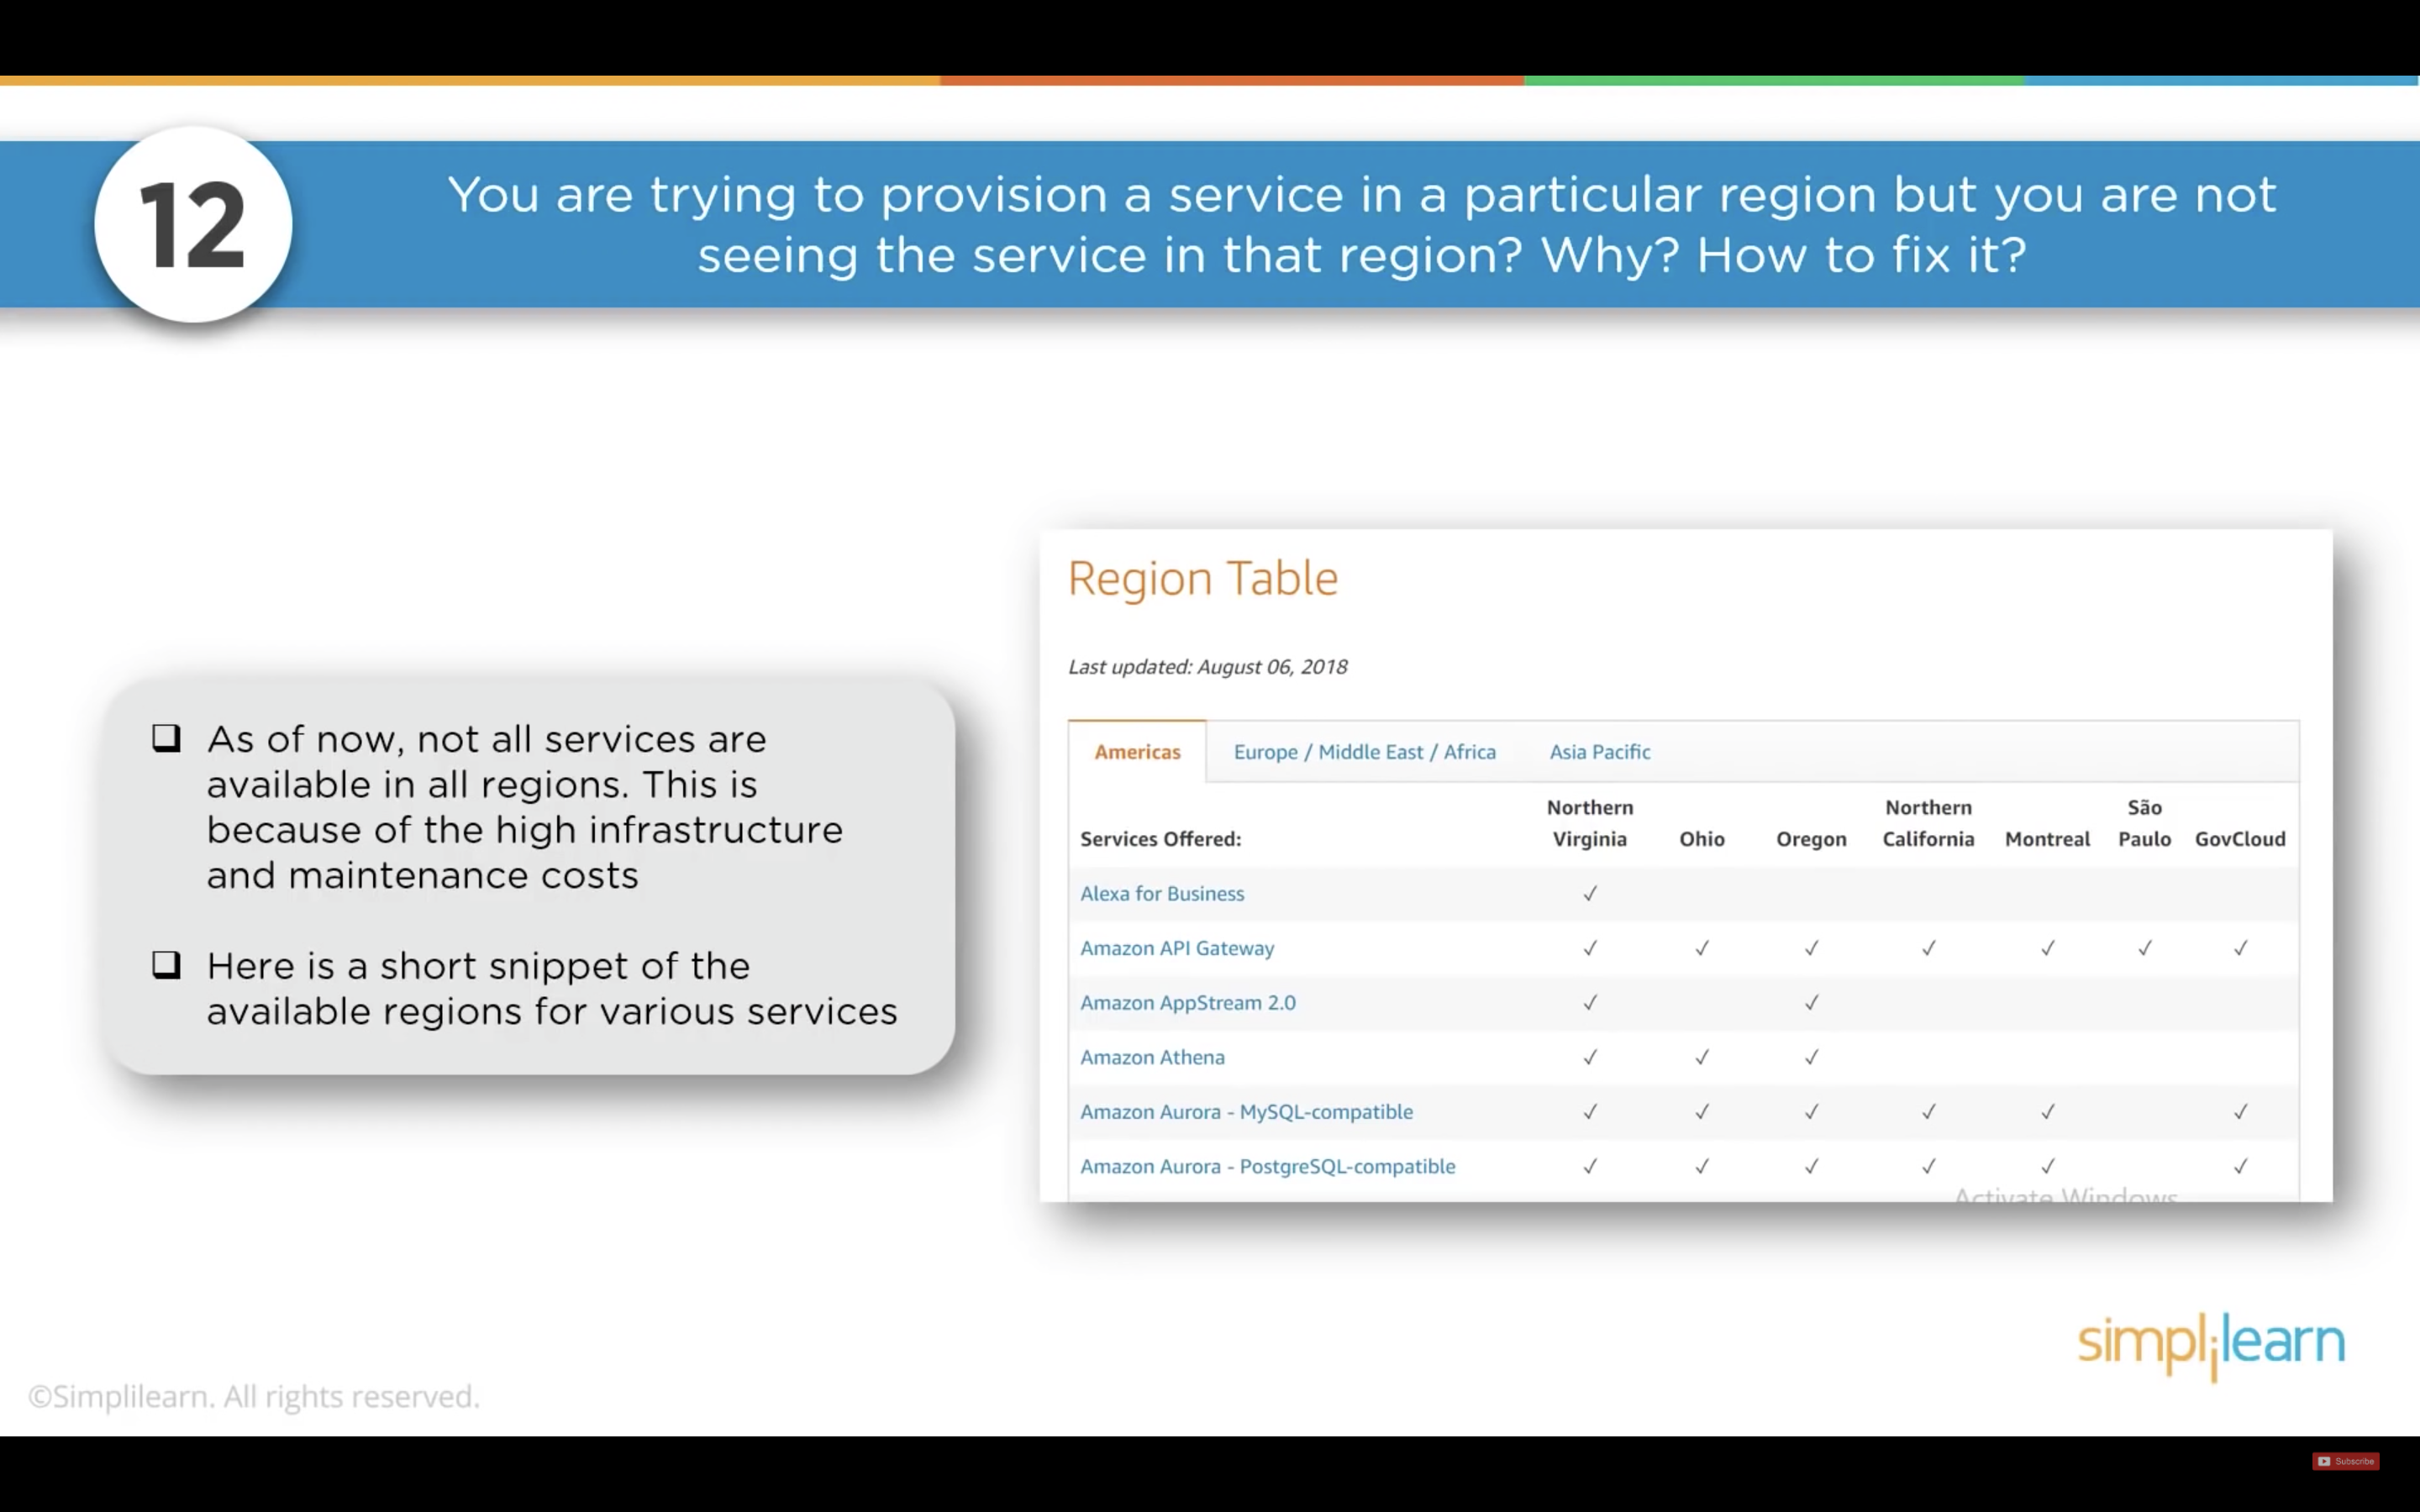 12
You are trying to provision a service in a particular region but you are not
seeing the service in that region? Why? How to fix it?
❑ As of now, not all services are
available in all regions. This is
because of the high infrastructure
and maintenance costs
❑ Here is a short snippet of the
available regions for various services
Region Table
Last updated: August 06, 2018
Americas Europe / Middle East / Africa Asia Pacific
Services Offered: Northern Virginia Ohio Oregon Northern California Montreal São Paulo GovCloud
Alexa for Business ✓
Amazon API Gateway ✓ ✓ ✓ ✓ ✓ ✓ ✓
Amazon AppStream 2.0 ✓ ✓
Amazon Athena ✓ ✓ ✓
Amazon Aurora - MySQL-compatible ✓ ✓ ✓ ✓ ✓ ✓
Amazon Aurora - PostgreSQL-compatible ✓ ✓ ✓ ✓ ✓ ✓
Activate Windows
simplilearn
©Simplilearn. All rights reserved.
Subscribe